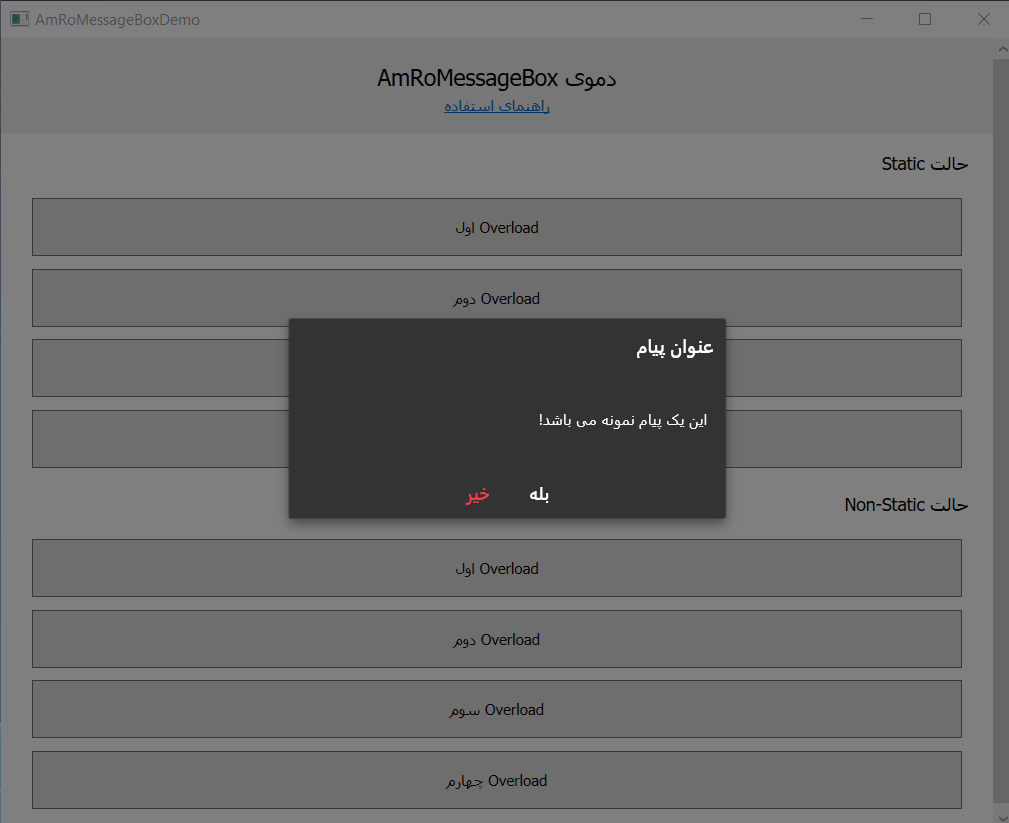 AmRoMessageBoxDemo
دموی AmRoMessageBox
راهنمای استفاده
حالت Static
Overload اول
Overload دوم
عنوان پیام
این یک پیام نمونه می باشد!
بله خیر
حالت Non-Static
Overload اول
Overload دوم
Overload سوم
Overload چهارم